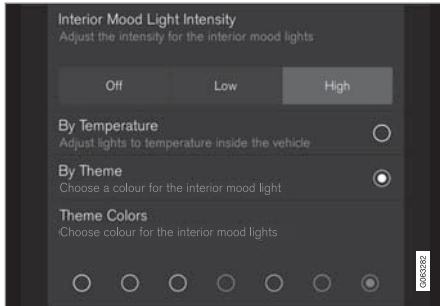 Interior Mood Light Intensity
Adjust the intensity for the interior mood lights
Off Low High
By Temperature
Adjust lights to temperature inside the vehicle
By Theme
Choose a colour for the interior mood light
Theme Colors
Choose colour for the interior mood lights
G063282